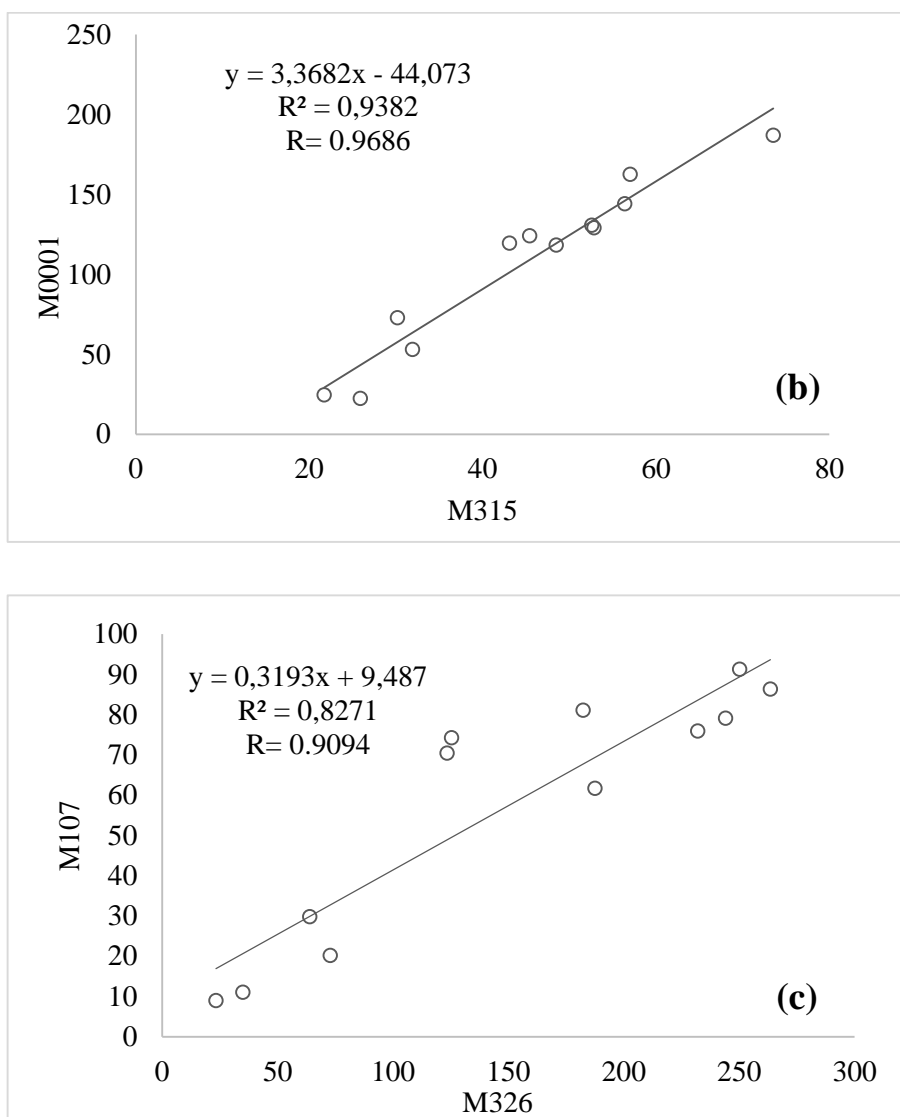 250
200
150
100
50
0
y = 3,3682x - 44,073
R² = 0,9382
R= 0.9686
M0001
(b)
0 20 40 60 80
M315
100
90
80
70
60
50
40
30
20
10
0
y = 0,3193x + 9,487
R² = 0,8271
R= 0.9094
M107
(c)
0 50 100 150 200 250 300
M326